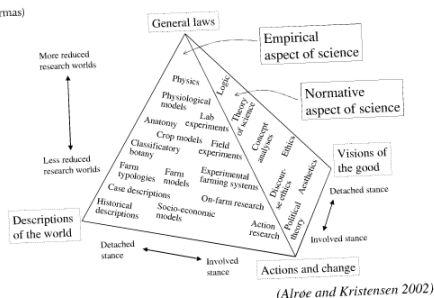 rmas)
General laws
Empirical
aspect of science
More reduced
research worlds
Normative
aspect of science
Physics
Logic
Physiological
models
Theory
of science
Lab
experiments
Anatomy
Concept
analyses
Ethics
Crop models
Field
experiments
Classificatory
botany
Less reduced
research worlds
Visions of
the good
Farm
typologies
Farm
models
Experimental
farming systems
Discour-
se ethics
Aesthetics
Detached
stance
Case descriptions
On-farm research
Historical
descriptions
Socio-economic
models
Action
research
Political
theory
Descriptions
of the world
Involved
stance
Detached
stance
Involved
stance
Actions and change
(Alrøe and Kristensen 2002)